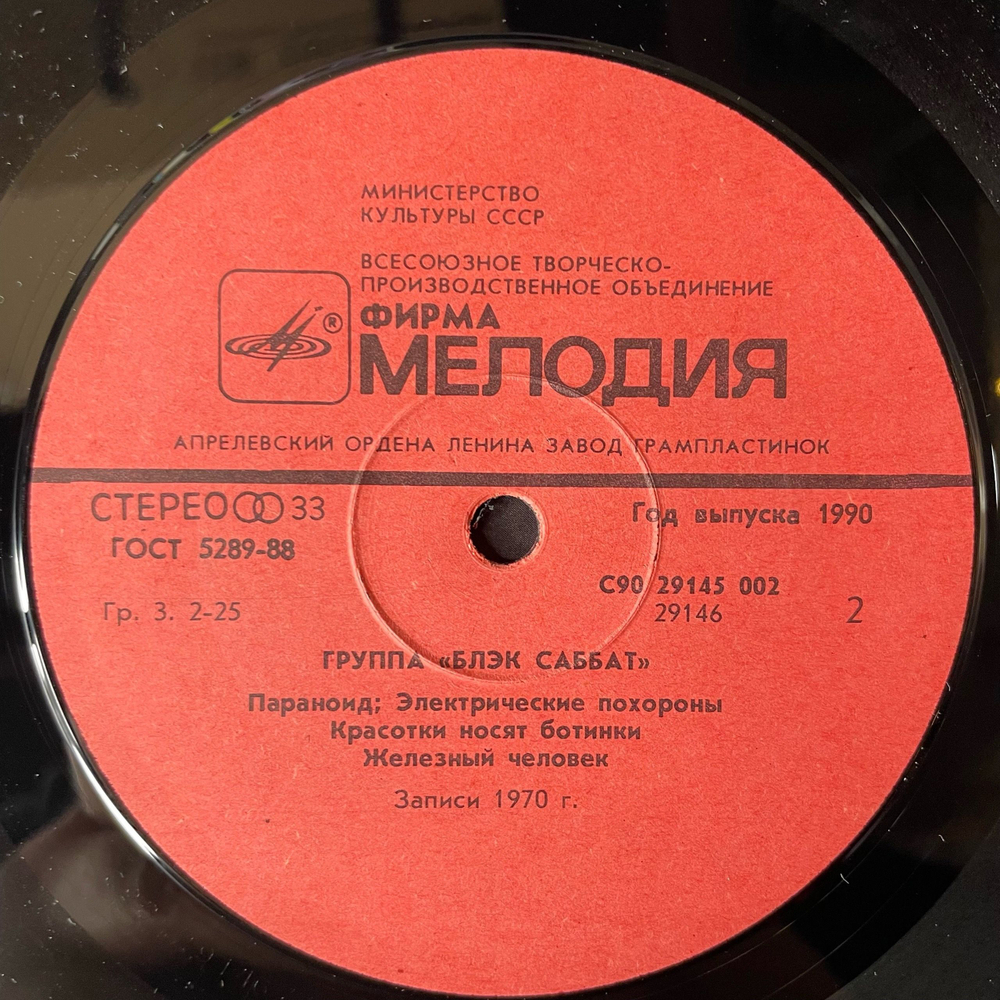 МИНИСТЕРСТВО
КУЛЬТУРЫ СССР
ВСЕСОЮЗНОЕ ТВОРЧЕСКО-
ПРОИЗВОДСТВЕННОЕ ОБЪЕДИНЕНИЕ
ФИРМА
®
МЕЛОДИЯ
АПРЕЛЕВСКИЙ ОРДЕНА ЛЕНИНА ЗАВОД ГРАМПЛАСТИНОК
СТЕРЕО 33
Год выпуска 1990
ГОСТ 5289-88
С90 29145 002
Гр. 3. 2-25
29146
2
ГРУППА «БЛЭК САББАТ»
Параноид; Электрические похороны
Красотки носят ботинки
Железный человек
Записи 1970 г.